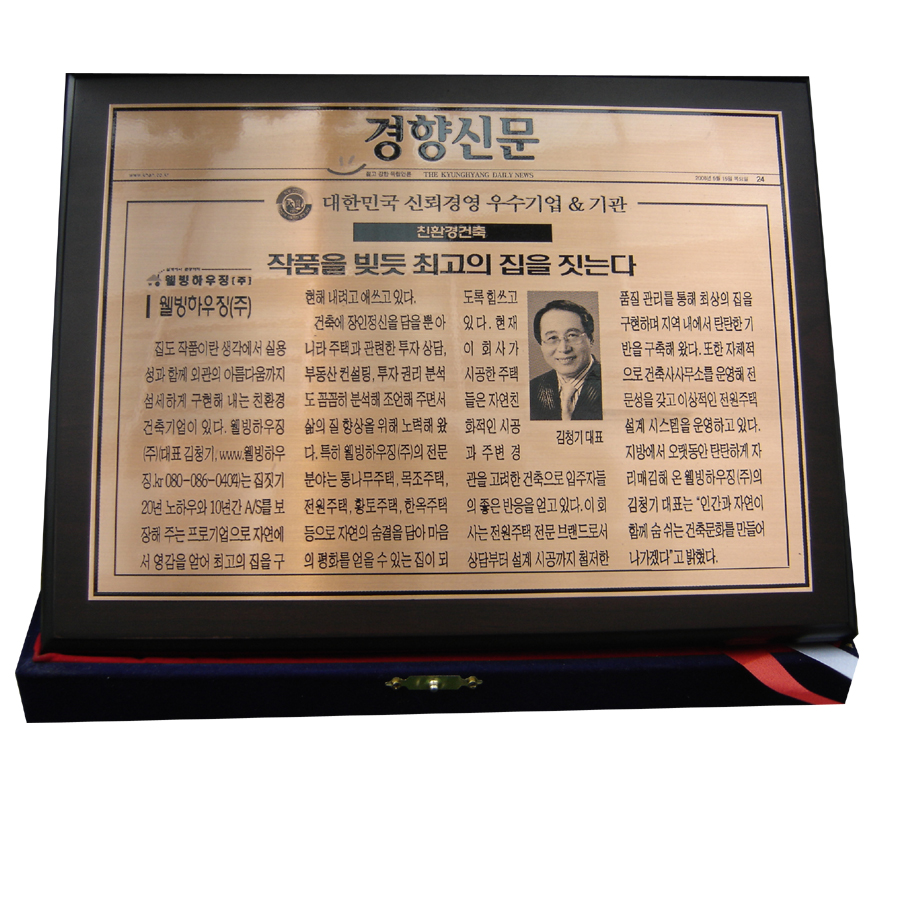 경향신문
www.khan.co.kr
THE KYUNGHYANG DAILY NEWS
24
대한민국 신뢰경영 우수기업 & 기관
친환경건축
작품을 빚듯 최고의 집을 짓는다
웰빙하우징(주)
웰빙하우징(주)
집도 작품이란 생각에서 실용
성과 함께 외관의 아름다움까지
섬세하게 구현해 내는 친환경
건축기업이 있다. 웰빙하우징
(주)(대표 김청기, www.웰빙하우
징.kr 080-086-0404)는 집짓기
20년 노하우와 10년간 A/S를 보
장해 주는 프로기업으로 자연에
서 영감을 얻어 최고의 집을 구
현해 내려고 애쓰고 있다.
건축에 장인정신을 담을 뿐 아
니라 주택과 관련한 투자 상담,
부동산 컨설팅, 투자 권리 분석
도 꼼꼼히 분석해 조언해 주면서
삶의 질 향상을 위해 노력해 왔
다. 특히 웰빙하우징(주)의 전문
분야는 통나무주택, 목조주택,
전원주택, 황토주택, 한옥주택
등으로 자연의 숨결을 담아 마음
의 평화를 얻을 수 있는 집이 되
도록 힘쓰고
있다. 현재
이 회사가
시공한 주택
들은 자연친
화적인 시공
과 주변 경
관을 고려한 건축으로 입주자들
의 좋은 반응을 얻고 있다. 이 회
사는 전원주택 전문 브랜드로서
상담부터 설계 시공까지 철저한
김청기 대표
품질 관리를 통해 최상의 집을
구현하며 지역 내에서 탄탄한 기
반을 구축해 왔다. 또한 자체적
으로 건축사사무소를 운영해 전
문성을 갖고 이상적인 전원주택
설계 시스템을 운영하고 있다.
지방에서 오랫동안 탄탄하게 자
리매김해 온 웰빙하우징(주)의
김청기 대표는 “인간과 자연이
함께 숨 쉬는 건축문화를 만들어
나가겠다”고 밝혔다.